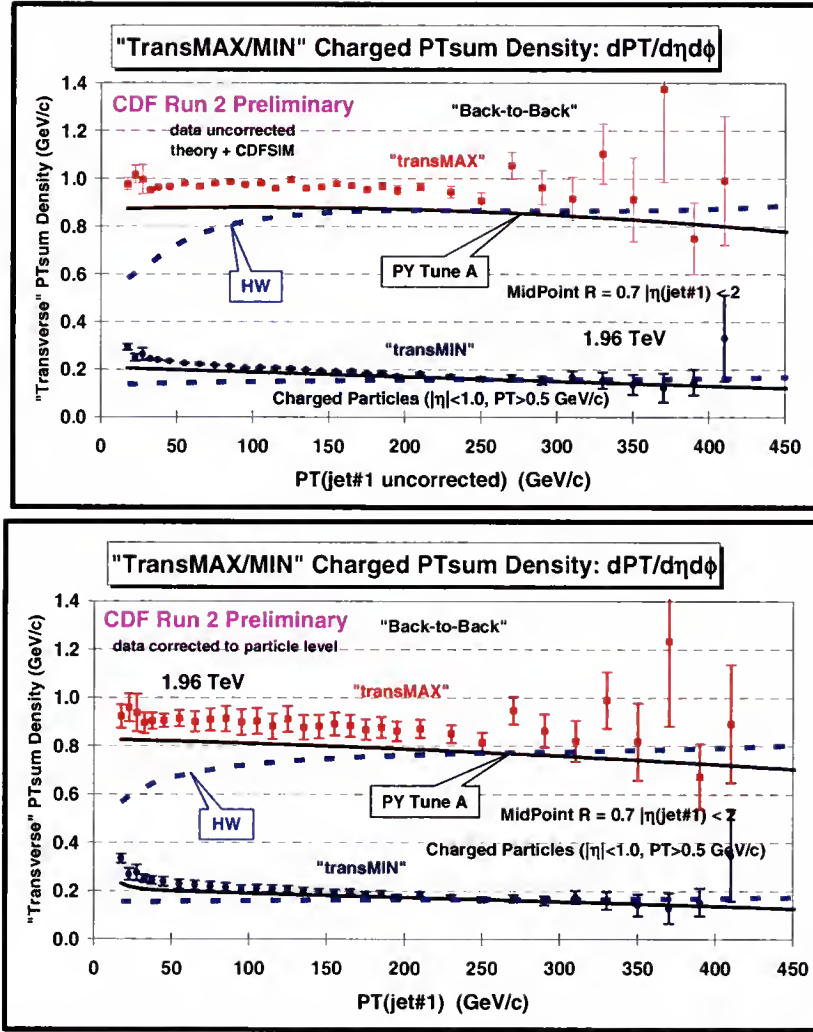 "TransMAX/MIN" Charged PTsum Density: dPT/dηdϕ
1.4
1.2
1.0
0.8
0.6
0.4
0.2
0.0
"Transverse" PTsum Density (GeV/c)
CDF Run 2 Preliminary
data uncorrected
theory + CDFSIM
"Back-to-Back"
"transMAX"
HW
PY Tune A
MidPoint R = 0.7 |η(jet#1) < 2
"transMIN"
1.96 TeV
Charged Particles (|η|<1.0, PT>0.5 GeV/c)
0 50 100 150 200 250 300 350 400 450
PT(jet#1 uncorrected) (GeV/c)
"TransMAX/MIN" Charged PTsum Density: dPT/dηdϕ
1.4
1.2
1.0
0.8
0.6
0.4
0.2
0.0
"Transverse" PTsum Density (GeV/c)
CDF Run 2 Preliminary
data corrected to particle level
"Back-to-Back"
1.96 TeV
"transMAX"
HW
PY Tune A
MidPoint R = 0.7 |η(jet#1) < 2
"transMIN"
Charged Particles (|η|<1.0, PT>0.5 GeV/c)
0 50 100 150 200 250 300 350 400 450
PT(jet#1) (GeV/c)